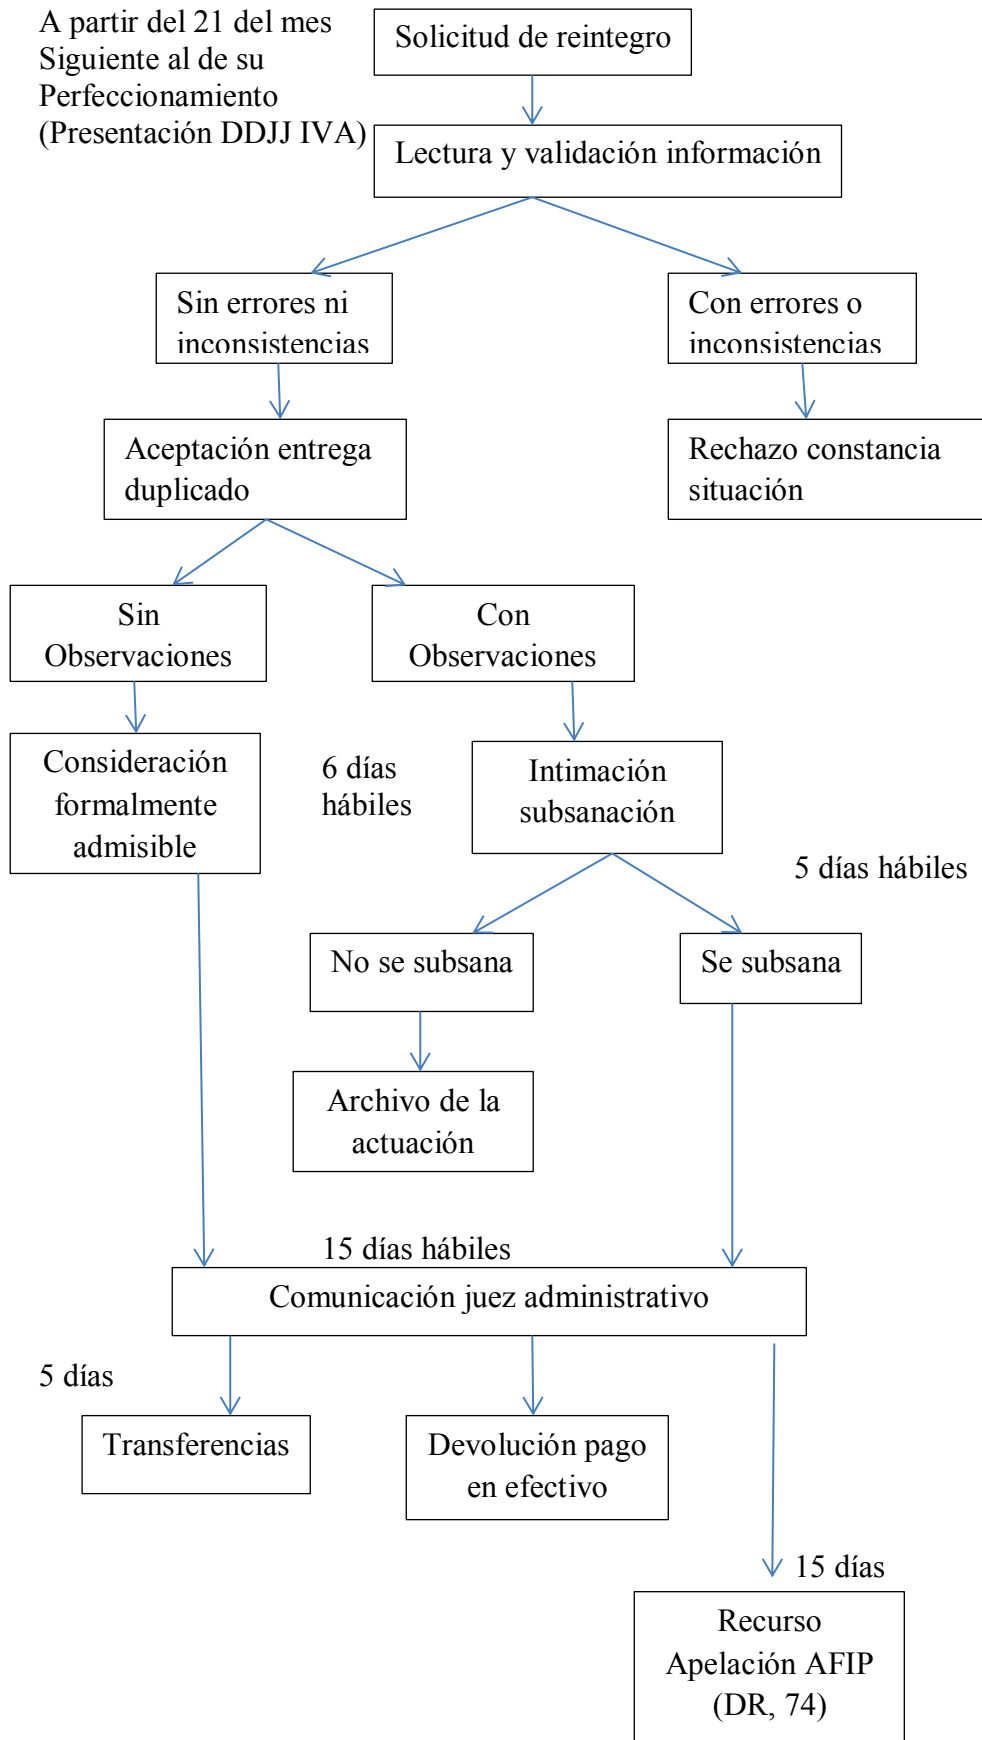 A partir del 21 del mes
Siguiente al de su
Perfeccionamiento
(Presentación DDJJ IVA)
Solicitud de reintegro
Lectura y validación información
Sin errores ni
inconsistencias
Con errores o
inconsistencias
Aceptación entrega
duplicado
Rechazo constancia
situación
Sin
Observaciones
Con
Observaciones
Consideración
formalmente
admisible
6 días
hábiles
Intimación
subsanación
5 días hábiles
No se subsana
Se subsana
Archivo de la
actuación
15 días hábiles
Comunicación juez administrativo
5 días
Transferencias
Devolución pago
en efectivo
15 días
Recurso
Apelación AFIP
(DR, 74)